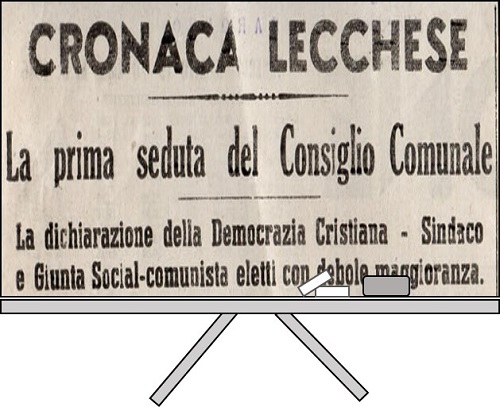 CRONACA LECCHESE
La prima seduta del Consiglio Comunale
La dichiarazione della Democrazia Cristiana - Sindaco
e Giunta Social-comunista eletti con debole maggioranza.